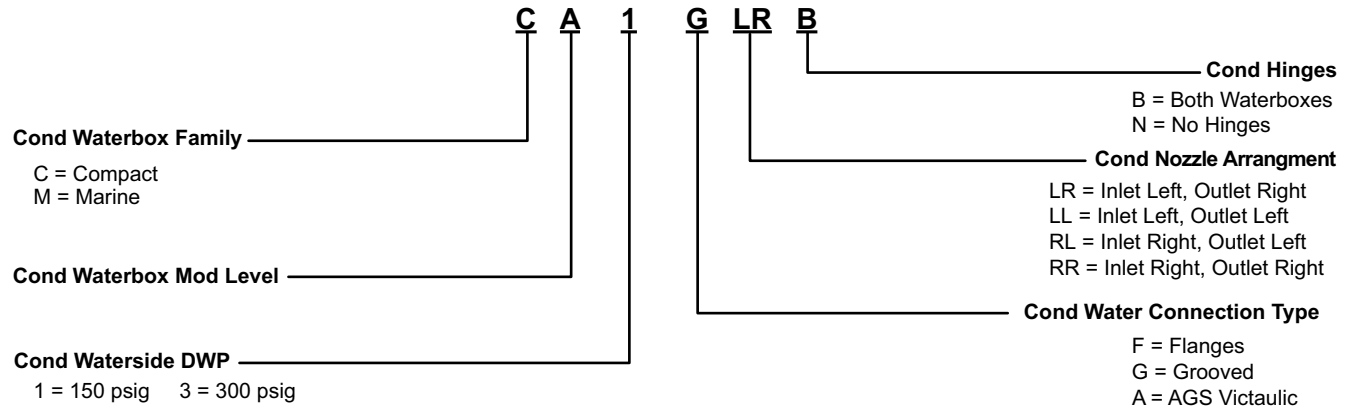 C A 1 G LR B
Cond Hinges
B = Both Waterboxes
N = No Hinges
Cond Waterbox Family
C = Compact
M = Marine
Cond Nozzle Arrangment
LR = Inlet Left, Outlet Right
LL = Inlet Left, Outlet Left
RL = Inlet Right, Outlet Left
RR = Inlet Right, Outlet Right
Cond Waterbox Mod Level
Cond Water Connection Type
F = Flanges
G = Grooved
A = AGS Victaulic
Cond Waterside DWP
1 = 150 psig 3 = 300 psig